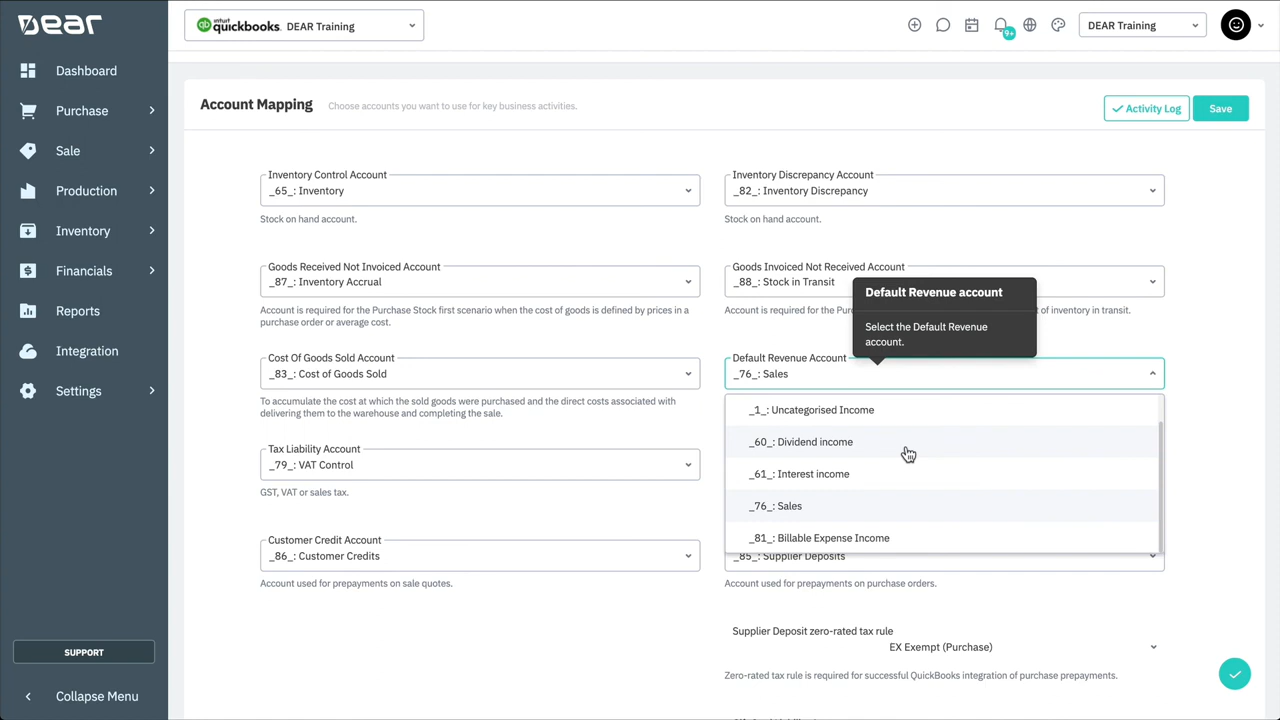 DEAR
intuit
quickbooks. DEAR Training
9+
DEAR Training
Dashboard
Purchase
Sale
Production
Inventory
Financials
Reports
Integration
Settings
SUPPORT
Collapse Menu
Account Mapping
Choose accounts you want to use for key business activities.
Activity Log
Save
Inventory Control Account
_65_: Inventory
Stock on hand account.
Inventory Discrepancy Account
_82_: Inventory Discrepancy
Stock on hand account.
Goods Received Not Invoiced Account
_87_: Inventory Accrual
Account is required for the Purchase Stock first scenario when the cost of goods is defined by prices in a
purchase order or average cost.
Goods Invoiced Not Received Account
_88_: Stock in Transit
Account is required for the Pur
of inventory in transit.
Default Revenue account
Select the Default Revenue
account.
Cost Of Goods Sold Account
_83_: Cost of Goods Sold
To accumulate the cost at which the sold goods were purchased and the direct costs associated with
delivering them to the warehouse and completing the sale.
Default Revenue Account
_76_: Sales
_1_: Uncategorised Income
_60_: Dividend income
_61_: Interest income
_76_: Sales
_81_: Billable Expense Income
Tax Liability Account
_79_: VAT Control
GST, VAT or sales tax.
Customer Credit Account
_86_: Customer Credits
Account used for prepayments on sale quotes.
_85_: Supplier Deposits
Account used for prepayments on purchase orders.
Supplier Deposit zero-rated tax rule
EX Exempt (Purchase)
Zero-rated tax rule is required for successful QuickBooks integration of purchase prepayments.